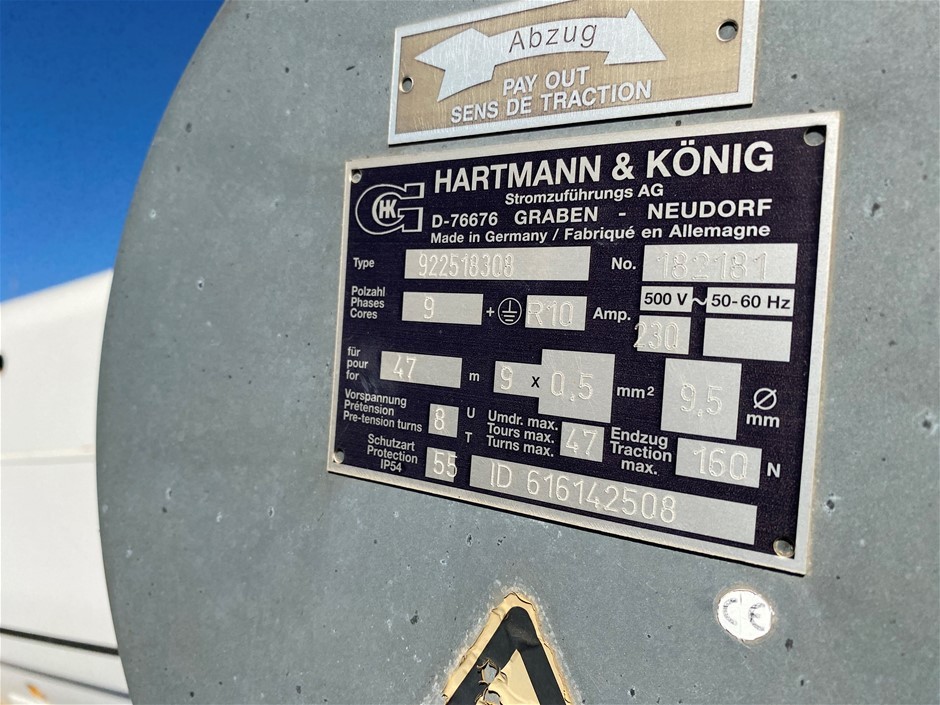 Abzug
PAY OUT
SENS DE TRACTION
HK G
HARTMANN & KÖNIG
Stromzuführungs AG
D-76676 GRABEN - NEUDORF
Made in Germany / Fabriqué en Allemagne
Type 922518308 No. 182181
Polzahl Phases Cores 9 + R10 Amp. 500 V ~ 50-60 Hz
230
für pour for 47 m 9 x 0,5 mm² 9,5 Ø mm
Vorspannung Prétension Pre-tension turns 8 U T Umdr. max. Tours max. Turns max. 47 Endzug Traction max. 160 N
Schutzart Protection IP54 55 ID 616142508
CE